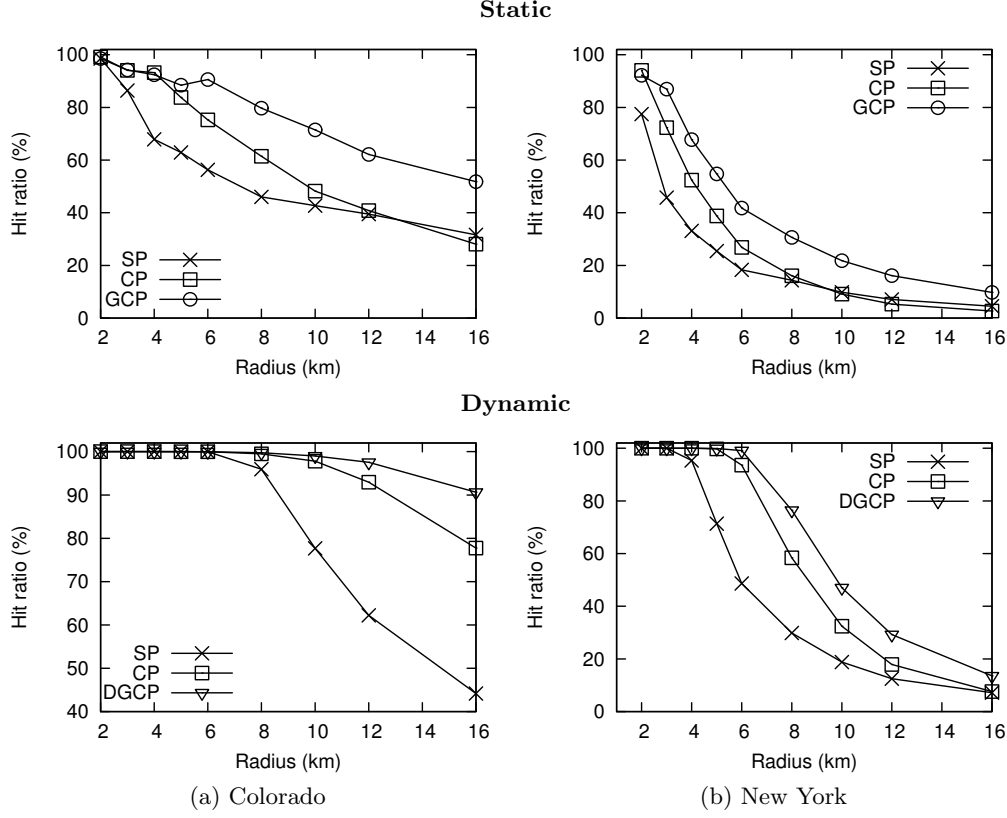 Static
Hit ratio (%)
100
80
60
40
20
0
2 4 6 8 10 12 14 16
Radius (km)
SP
CP
GCP
Hit ratio (%)
100
80
60
40
20
0
2 4 6 8 10 12 14 16
Radius (km)
SP
CP
GCP
Dynamic
Hit ratio (%)
100
90
80
70
60
50
40
2 4 6 8 10 12 14 16
Radius (km)
SP
CP
DGCP
Hit ratio (%)
100
80
60
40
20
0
2 4 6 8 10 12 14 16
Radius (km)
SP
CP
DGCP
(a) Colorado
(b) New York